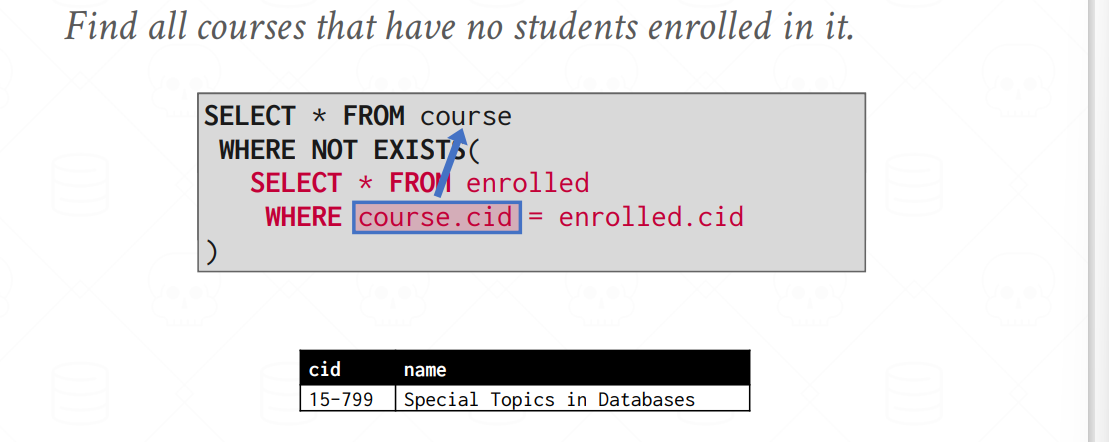 Find all courses that have no students enrolled in it.
SELECT * FROM course
WHERE NOT EXISTS(
SELECT * FROM enrolled
WHERE course.cid = enrolled.cid
)
cid name
15-799 Special Topics in Databases